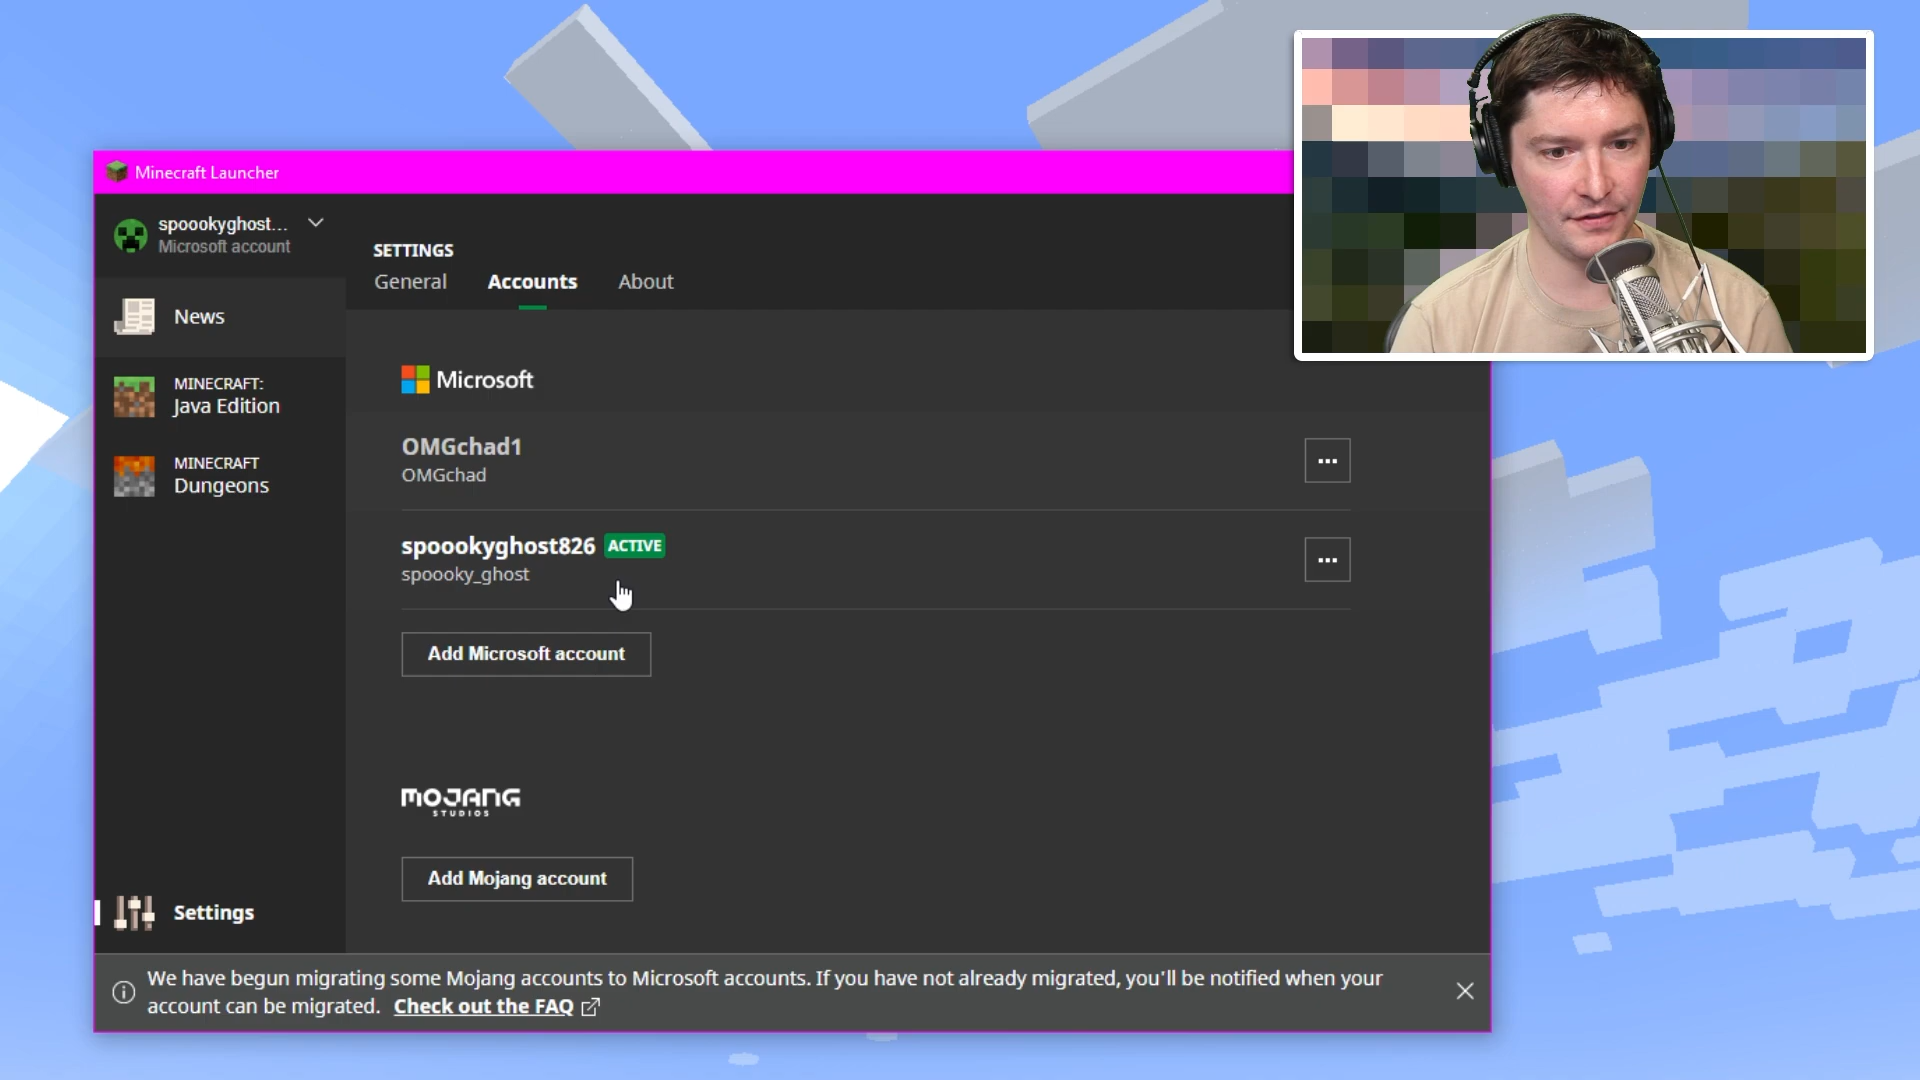 Minecraft Launcher
spoookyghost...
Microsoft account
SETTINGS
General Accounts About
News
MINECRAFT:
Java Edition
MINECRAFT
Dungeons
Settings
Microsoft
OMGchad1
OMGchad
...
spoookyghost826 ACTIVE
spoooky_ghost
...
Add Microsoft account
MOJANG
STUDIOS
Add Mojang account
We have begun migrating some Mojang accounts to Microsoft accounts. If you have not already migrated, you'll be notified when your
account can be migrated. Check out the FAQ